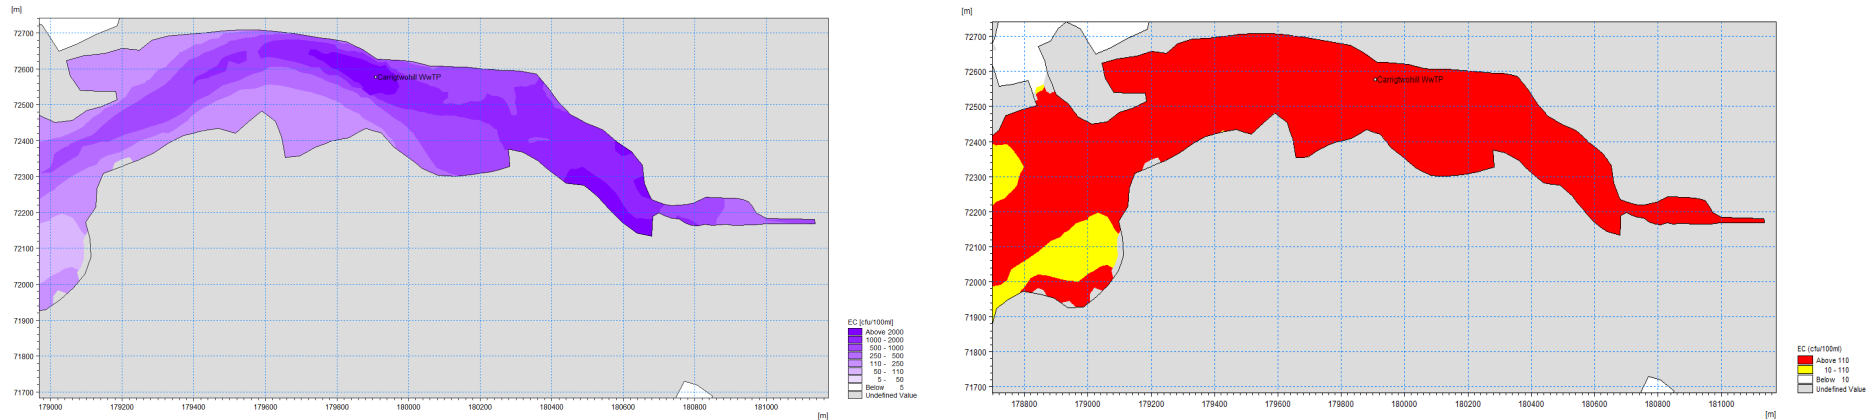 [m]
72700
72600
72500
72400
72300
72200
72100
72000
71900
71800
71700
179000
179200
179400
179600
179800
180000
180200
180400
180600
180800
181000
[m]
Carrigtwohill WwTP
EC [cfu/100ml]
Above 2000
1000 - 2000
500 - 1000
250 - 500
110 - 250
50 - 110
5 - 50
Below 5
Undefined Value
[m]
72700
72600
72500
72400
72300
72200
72100
72000
71900
71800
71700
178800
179000
179200
179400
179600
179800
180000
180200
180400
180600
180800
181000
[m]
Carrigtwohill WwTP
EC (cfu/100ml)
Above 110
10 - 110
Below 10
Undefined Value